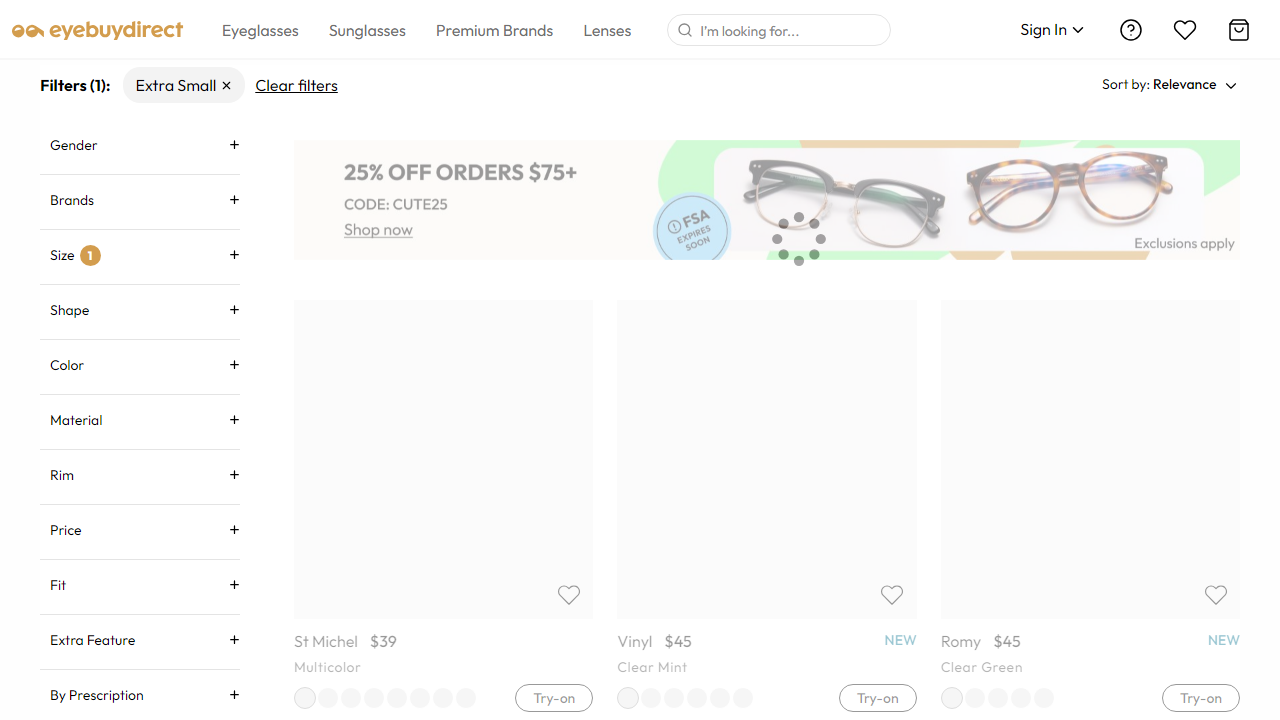 eyebuydirect Eyeglasses Sunglasses Premium Brands Lenses I'm looking for... Sign In
Filters (1): Extra Small × Clear filters Sort by: Relevance
Gender +
Brands +
Size 1 +
Shape +
Color +
Material +
Rim +
Price +
Fit +
Extra Feature +
By Prescription +
25% OFF ORDERS $75+
CODE: CUTE25
Shop now
FSA
EXPIRES
SOON
Exclusions apply
St Michel $39
Multicolor
Try-on
Vinyl $45 NEW
Clear Mint
Try-on
Romy $45 NEW
Clear Green
Try-on